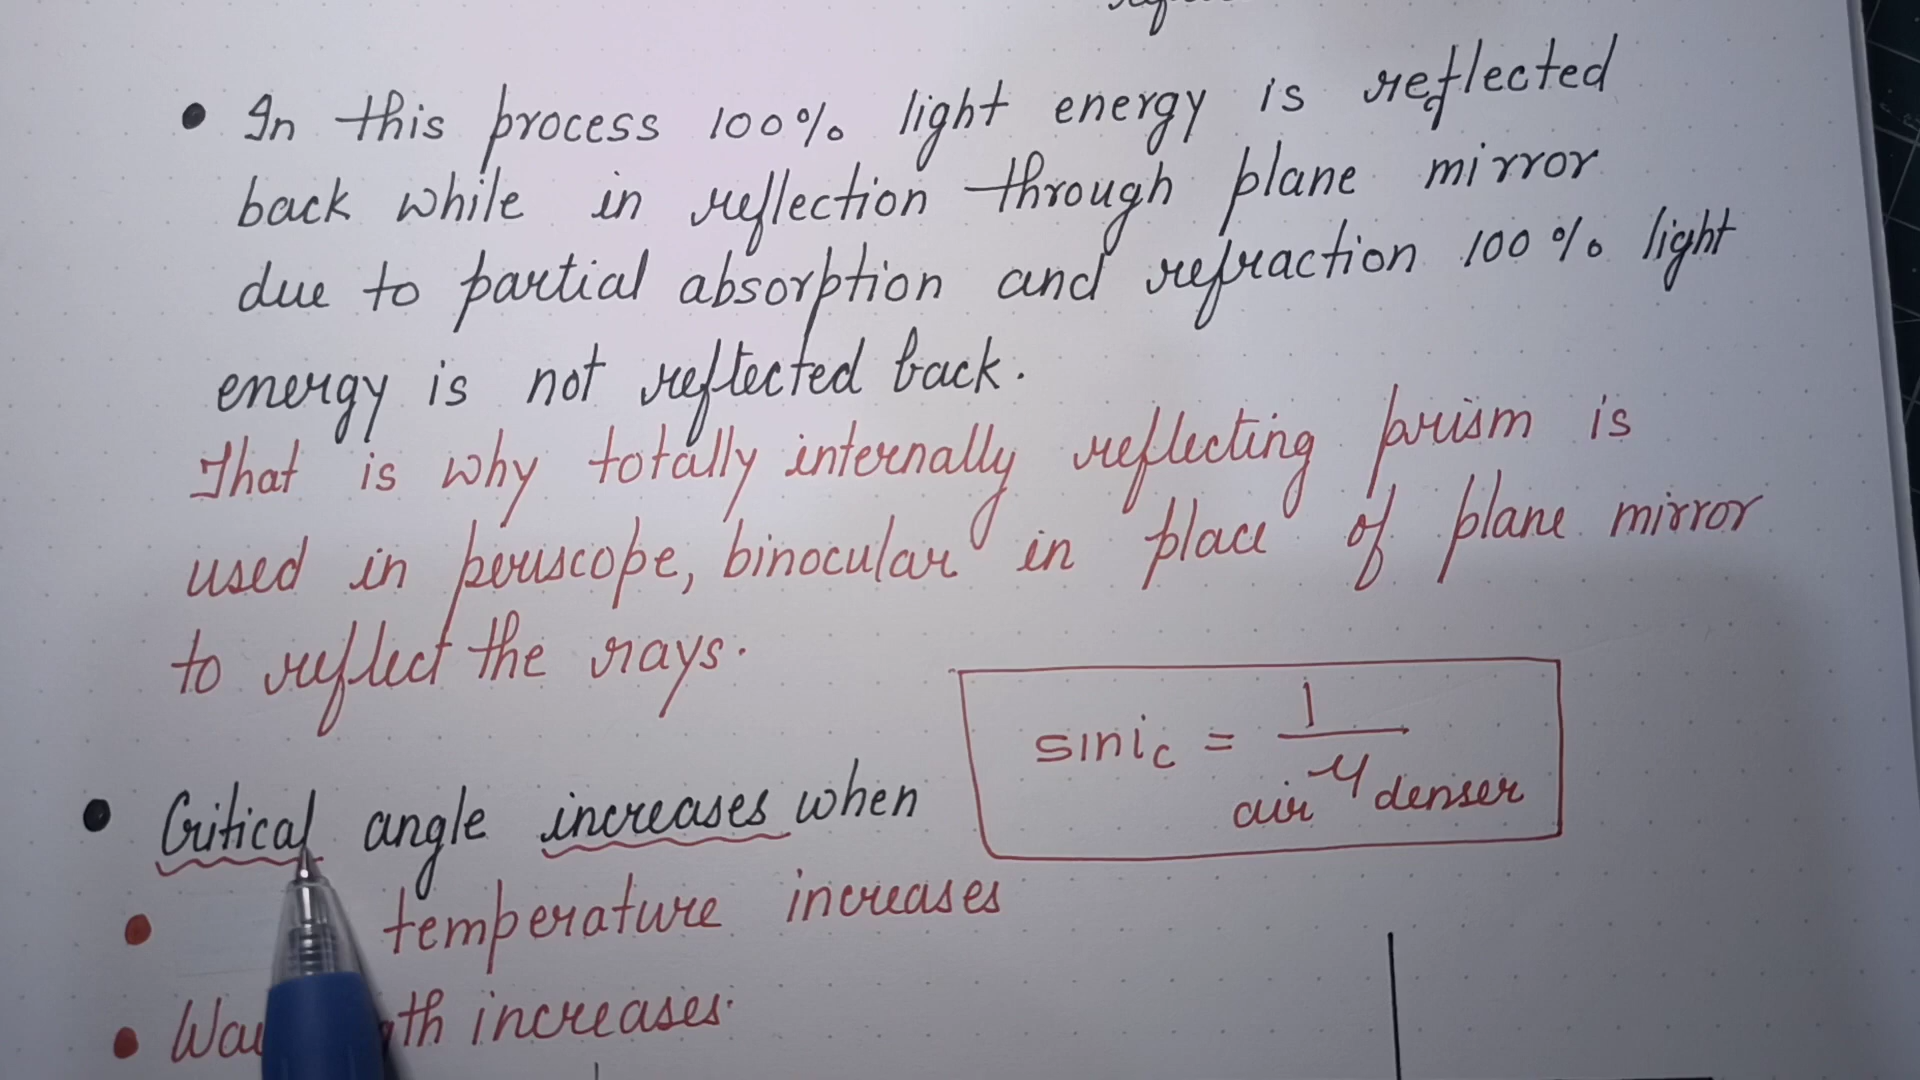 In this process 100% light energy is reflected
back while in reflection through plane mirror
due to partial absorption and refraction 100% light
energy is not reflected back.
That is why totally internally reflecting prism is
used in periscope, binocular in place of plane mirror
to reflect the rays.
sin i_c = 1 / air μ denser
Critical angle increases when
temperature increases
increases.